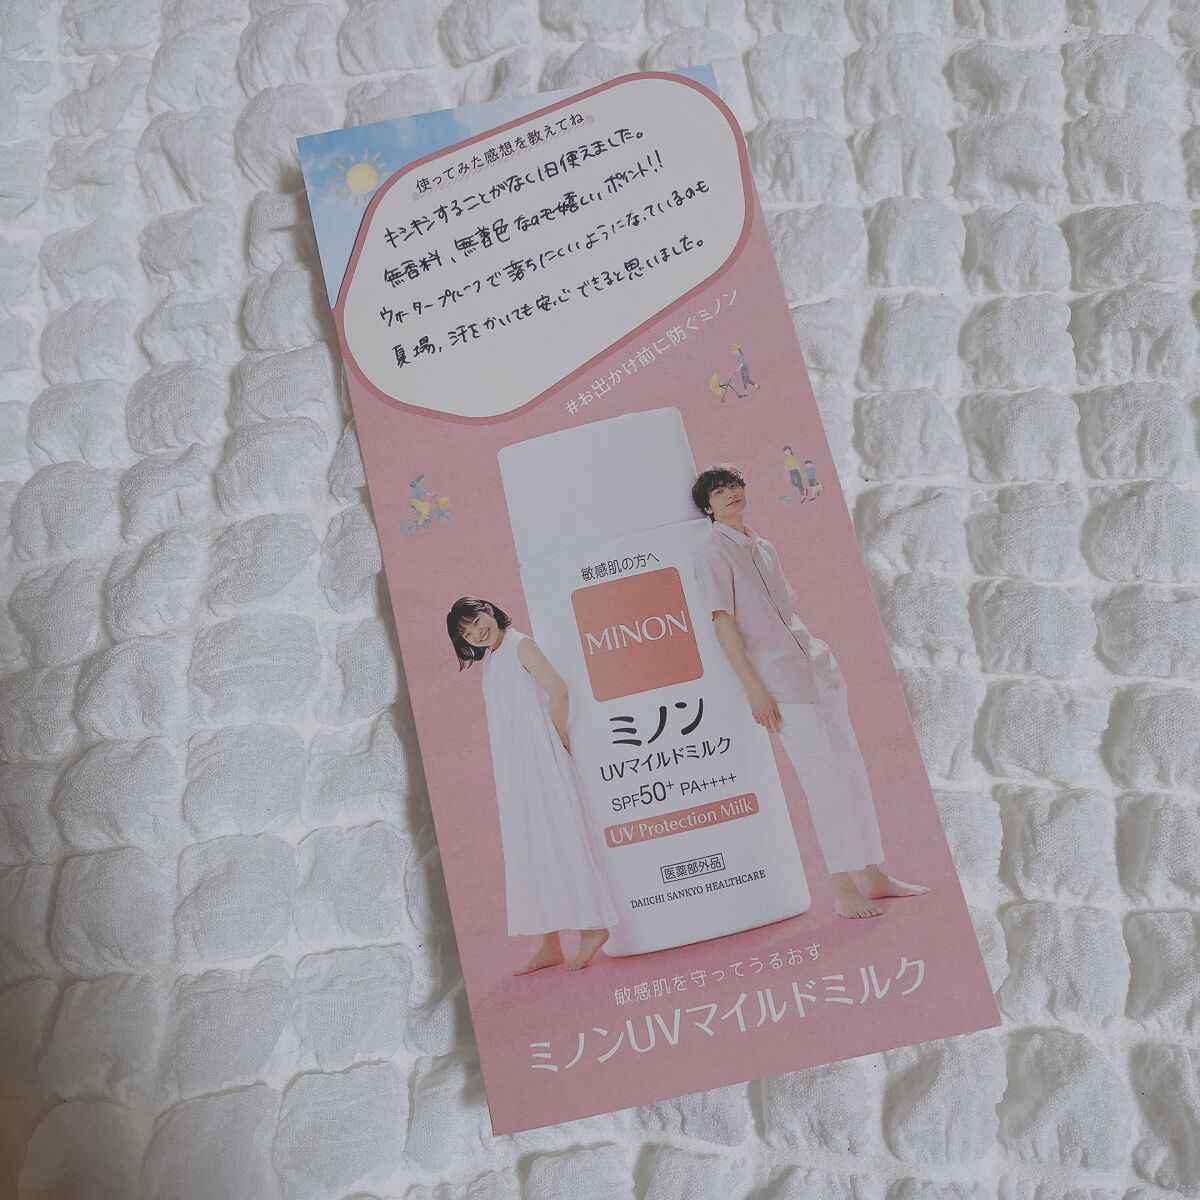 使ってみた感想を教えてね
キシキシすることがなく1日使えました。
無香料、無着色なのも嬉しいポイント!!
ウォータープルーフで落ちにくいようになっているのも
夏場、汗をかいても安心できると思いました。
#お出かけ前に防ぐミノン
敏感肌の方へ
MINON
ミノン
UVマイルドミルク
SPF50+ PA++++
UV Protection Milk
医薬部外品
DAIICHI SANKYO HEALTHCARE
敏感肌を守ってうるおす
ミノンUVマイルドミルク